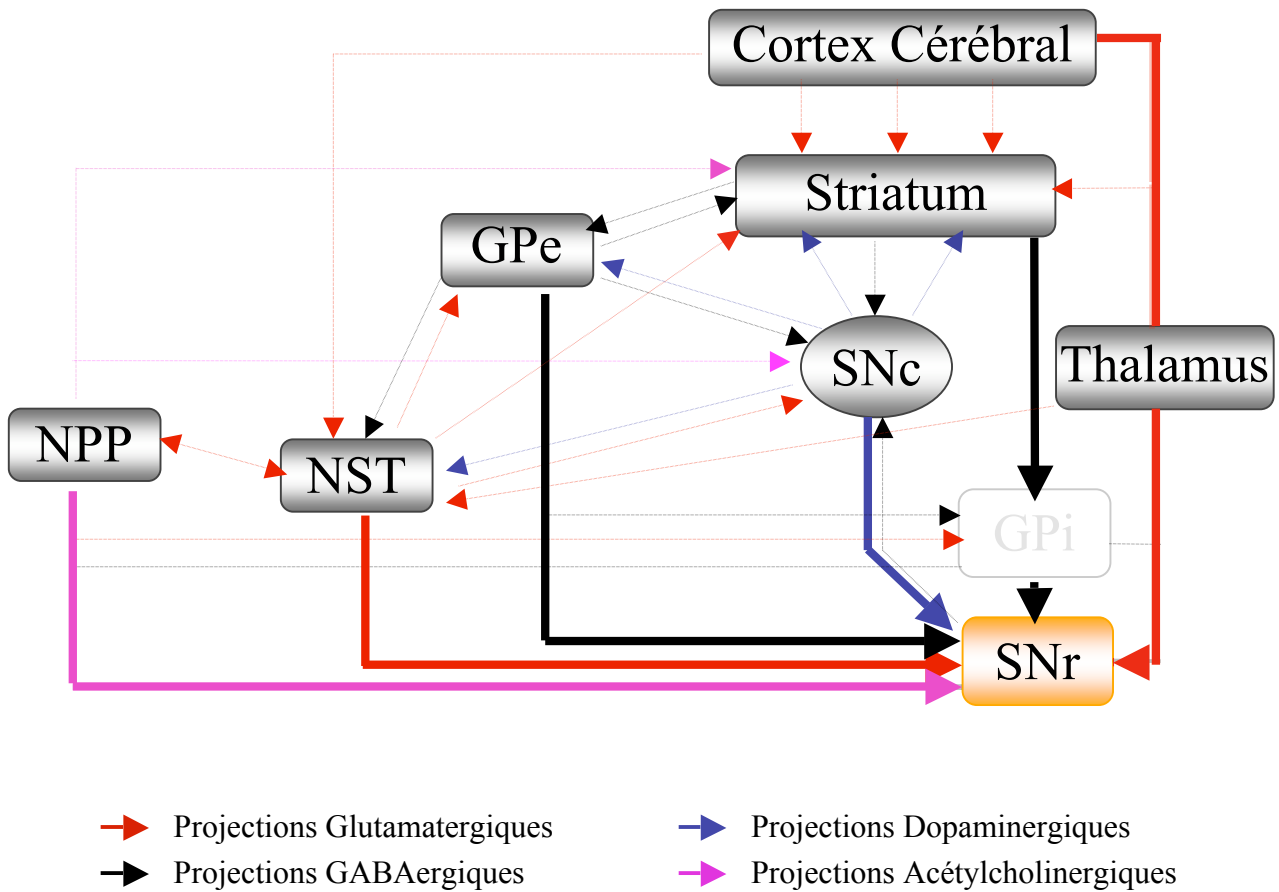 Cortex Cérébral
Striatum
GPe
SNc
Thalamus
NPP
NST
GPi
SNr
Projections Glutamatergiques
Projections Dopaminergiques
Projections GABAergiques
Projections Acétylcholinergiques